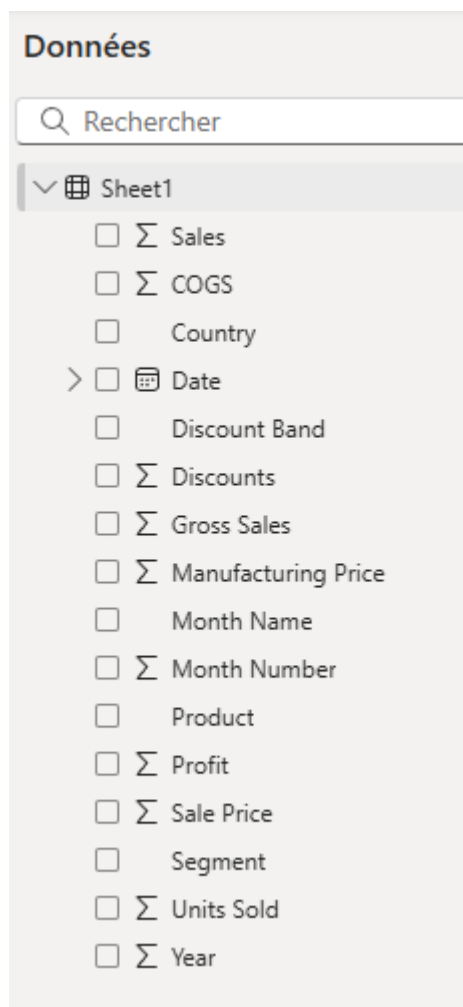 Données
Rechercher
Sheet1
Σ Sales
Σ COGS
Country
Date
Discount Band
Σ Discounts
Σ Gross Sales
Σ Manufacturing Price
Month Name
Σ Month Number
Product
Σ Profit
Σ Sale Price
Segment
Σ Units Sold
Σ Year